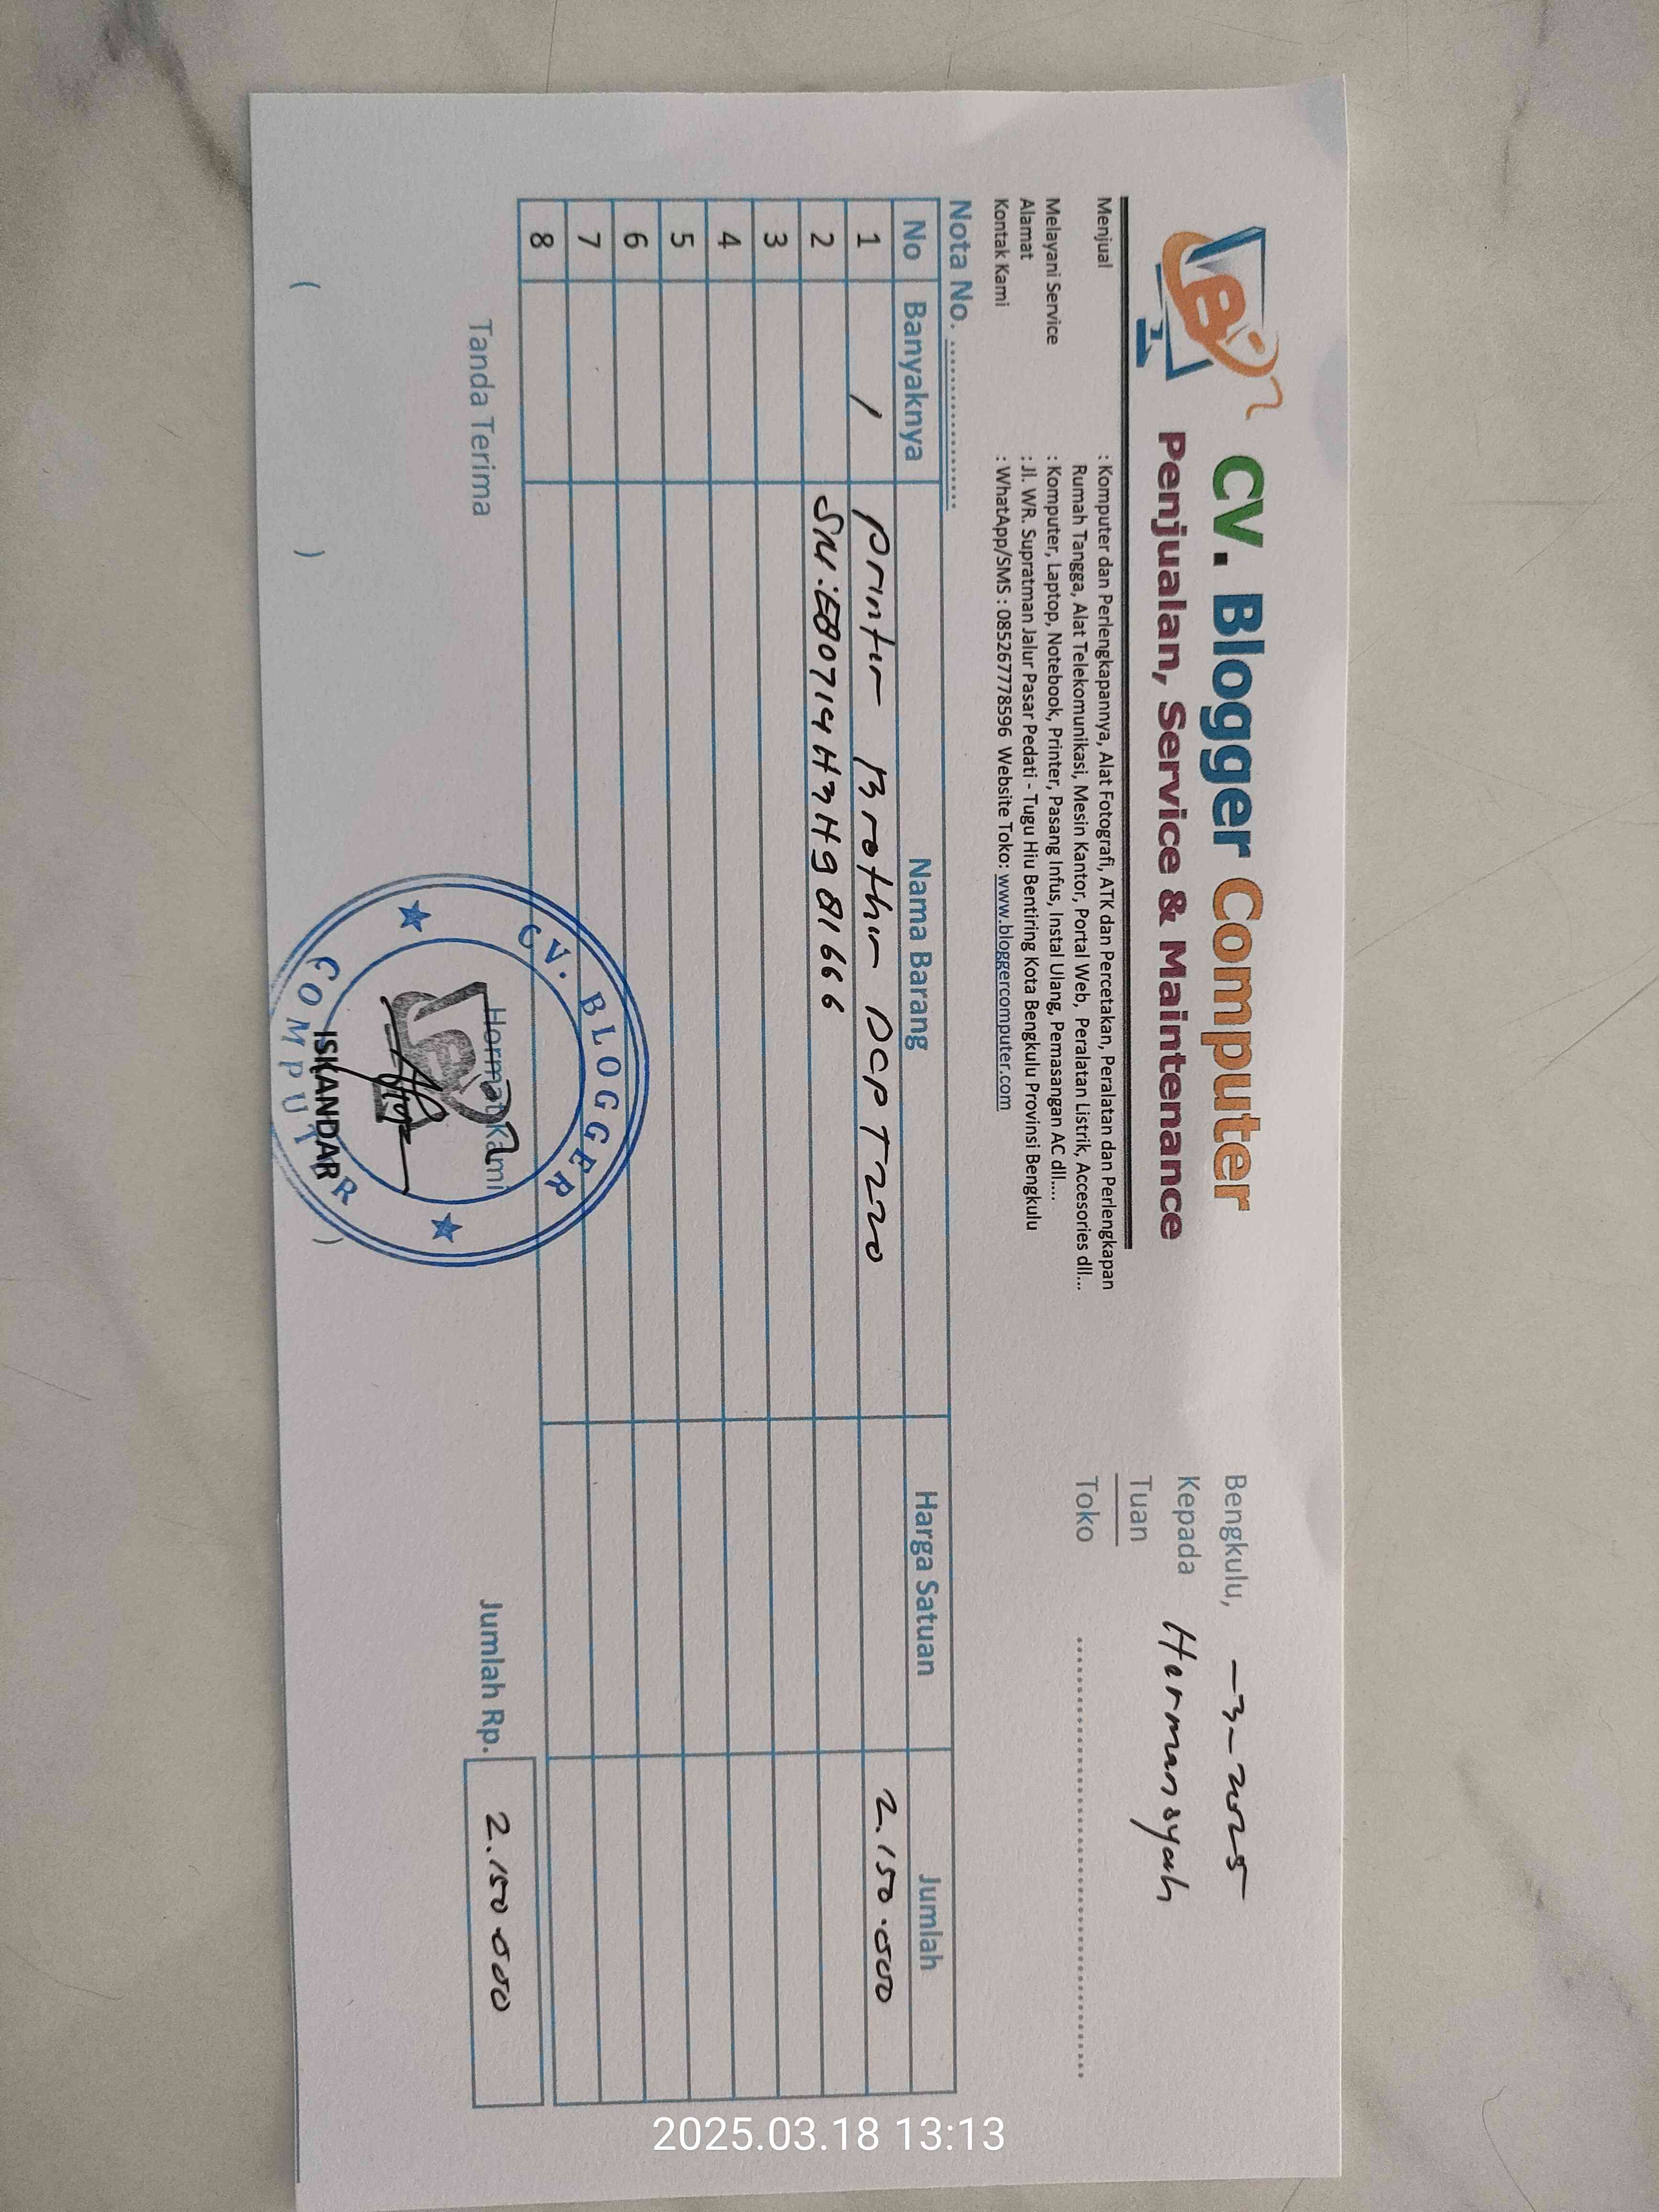 CV. Blogger Computer
Penjualan, Service & Maintenance
Menjual : Komputer dan Perlengkapannya, Alat Fotografi, ATK dan Percetakan, Peralatan dan Perlengkapan
Rumah Tangga, Alat Telekomunikasi, Mesin Kantor, Portal Web, Peralatan Listrik, Accesories dll...
Melayani Service : Komputer, Laptop, Notebook, Printer, Pasang Infus, Instal Ulang, Pemasangan AC dll....
Alamat : Jl. WR. Supratman Jalur Pasar Pedati - Tugu Hiu Bentiring Kota Bengkulu Provinsi Bengkulu
Kontak Kami : WhatApp/SMS : 085267778596 Website Toko: www.bloggercomputer.com
Bengkulu, -3-2025
Kepada Hermansyah
Tuan
Toko ........................................
Nota No. ................
No Banyaknya Nama Barang Harga Satuan Jumlah
1 1 Printer Brother DCP T220 2.150.000
2 SN:E80714H3H981666
3
4
5
6
7
8
Tanda Terima Hormat Kami Jumlah Rp. 2.150.000
CV. BLOGGER
COMPUTER
( ) ISKANDAR )
2025.03.18 13:13